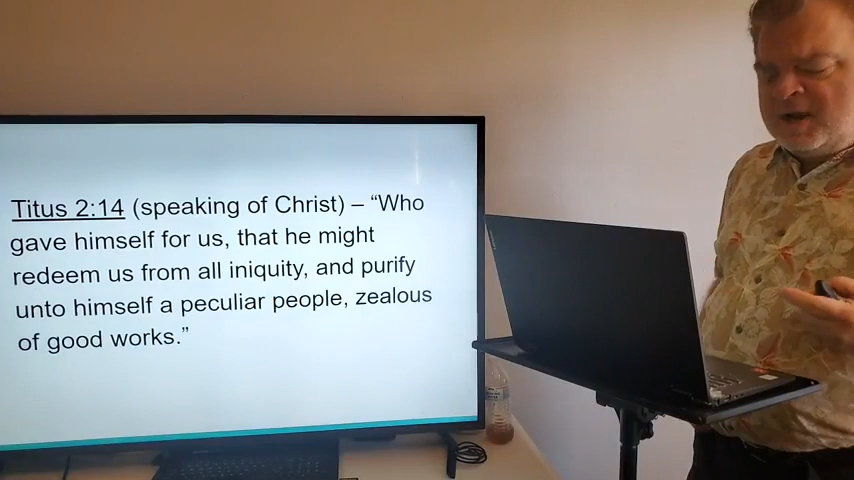 Titus 2:14 (speaking of Christ) – “Who
gave himself for us, that he might
redeem us from all iniquity, and purify
unto himself a peculiar people, zealous
of good works.”